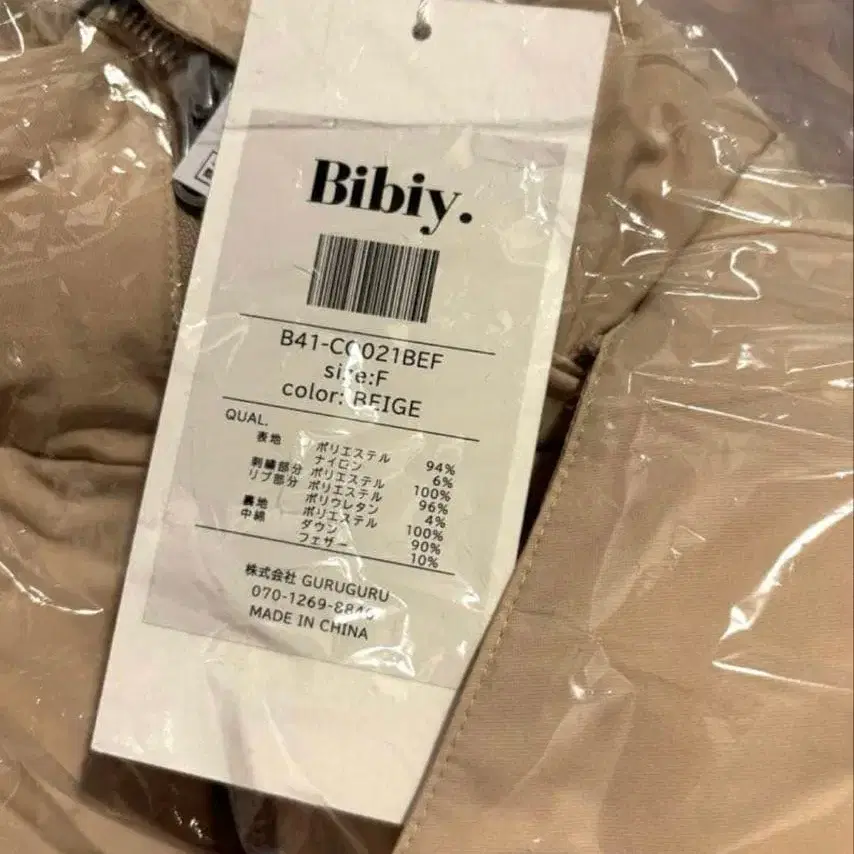 Bibiy.
B41-CO021BEF
size:F
color: BEIGE
QUAL.
表地 ポリエステル 94%
ナイロン 6%
刺繍部分 ポリエステル 100%
リブ部分 ポリエステル 96%
ポリウレタン 4%
裏地 ポリエステル 100%
中綿 ダウン 90%
フェザー 10%
株式会社 GURUGURU
070-1269-8846
MADE IN CHINA